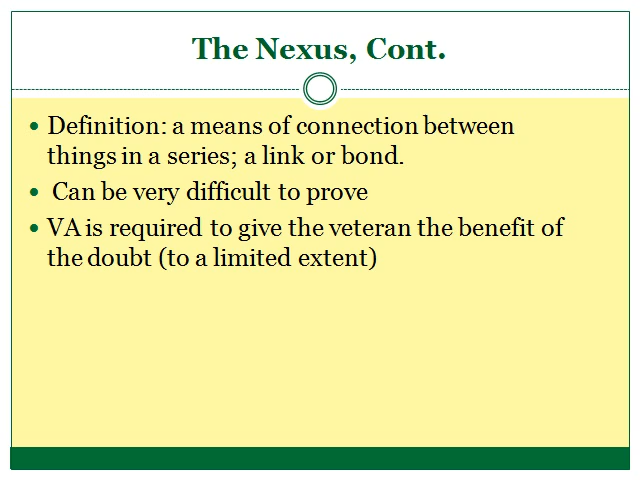 The Nexus, Cont.
• Definition: a means of connection between
things in a series; a link or bond.
• Can be very difficult to prove
• VA is required to give the veteran the benefit of
the doubt (to a limited extent)